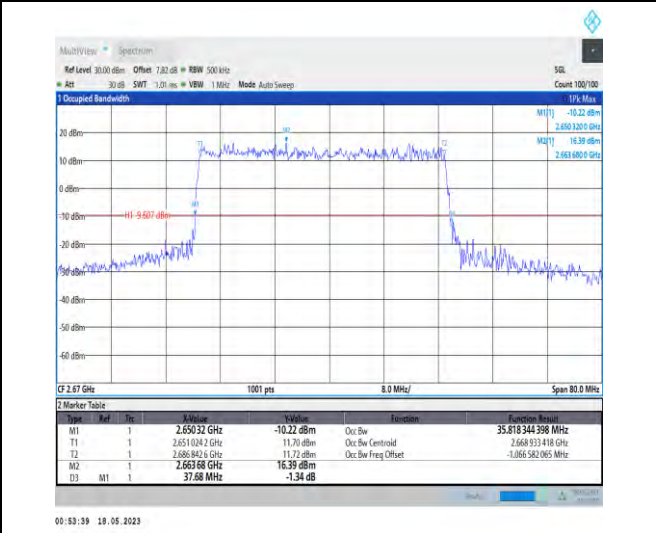 MultiView Spectrum
Ref Level 30.00 dBm Offset 7.82 dB RBW 500 kHz SGL
Att 30 dB SWT 1.01 ms VBW 1 MHz Mode Auto Sweep Count 100/100
1 Occupied Bandwidth 1Pk Max
M1[1] -10.22 dBm
2.650 3200 GHz
M2[1] 16.39 dBm
2.663 6800 GHz
20 dBm
M2
T1 T2
10 dBm
0 dBm
M1
-10 dBm H1 -9.607 dBm
-20 dBm
-30 dBm
-40 dBm
-50 dBm
-60 dBm
CF 2.67 GHz 1001 pts 8.0 MHz/ Span 80.0 MHz
2 Marker Table
Type Ref Trc X-Value Y-Value Function Function Result
M1 1 2.650 32 GHz -10.22 dBm Occ Bw 35.818 344 398 MHz
T1 1 2.651 024 2 GHz 11.70 dBm Occ Bw Centroid 2.668 933 418 GHz
T2 1 2.686 842 6 GHz 11.72 dBm Occ Bw Freq Offset -1.066 582 065 MHz
M2 1 2.663 68 GHz 16.39 dBm
D3 M1 1 37.68 MHz -1.34 dB
00:53:39 18.05.2023